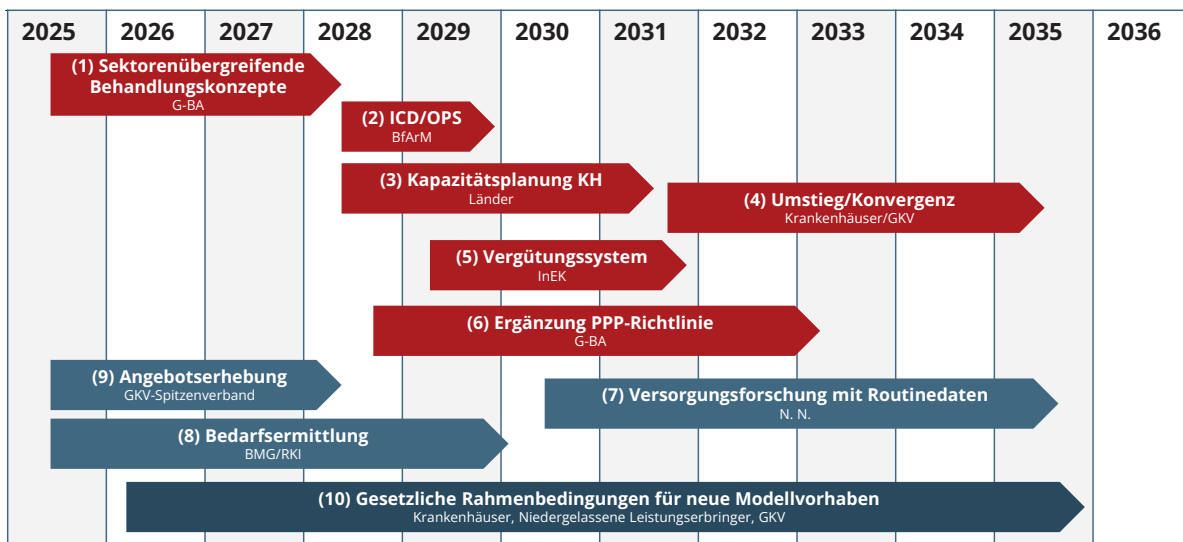 2025 2026 2027 2028 2029 2030 2031 2032 2033 2034 2035 2036
(1) Sektorenübergreifende
Behandlungskonzepte
G-BA
(2) ICD/OPS
BfArM
(3) Kapazitätsplanung KH
Länder
(4) Umstieg/Konvergenz
Krankenhäuser/GKV
(5) Vergütungssystem
InEK
(6) Ergänzung PPP-Richtlinie
G-BA
(9) Angebotserhebung
GKV-Spitzenverband
(7) Versorgungsforschung mit Routinedaten
N. N.
(8) Bedarfsermittlung
BMG/RKI
(10) Gesetzliche Rahmenbedingungen für neue Modellvorhaben
Krankenhäuser, Niedergelassene Leistungserbringer, GKV